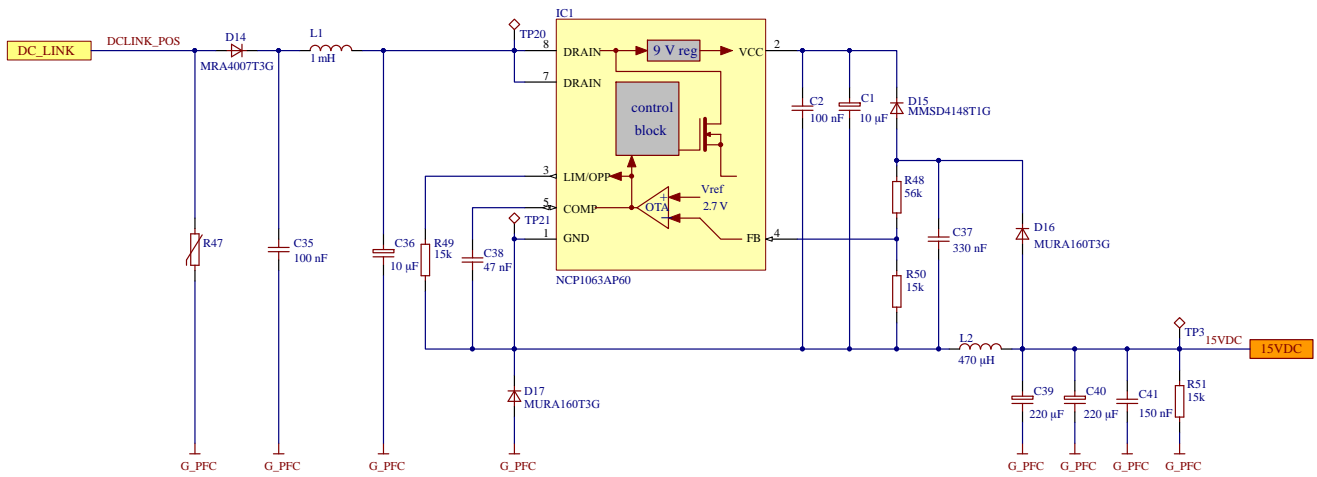 DC_LINK
DCLINK_POS
D14
MRA4007T3G
L1
1 mH
TP20
IC1
8
DRAIN
9 V reg
VCC
2
7
DRAIN
control
block
C2
100 nF
C1
10 µF
D15
MMSD4148T1G
3
LIM/OPP
Vref
2.7 V
OTA
+
−
5
COMP
TP21
1
GND
FB
4
NCP1063AP60
R48
56k
C37
330 nF
D16
MURA160T3G
R47
C35
100 nF
C36
10 µF
R49
15k
C38
47 nF
R50
15k
L2
470 µH
TP3
15VDC
15VDC
D17
MURA160T3G
C39
220 µF
C40
220 µF
C41
150 nF
R51
15k
G_PFC
G_PFC
G_PFC
G_PFC
G_PFC
G_PFC
G_PFC
G_PFC